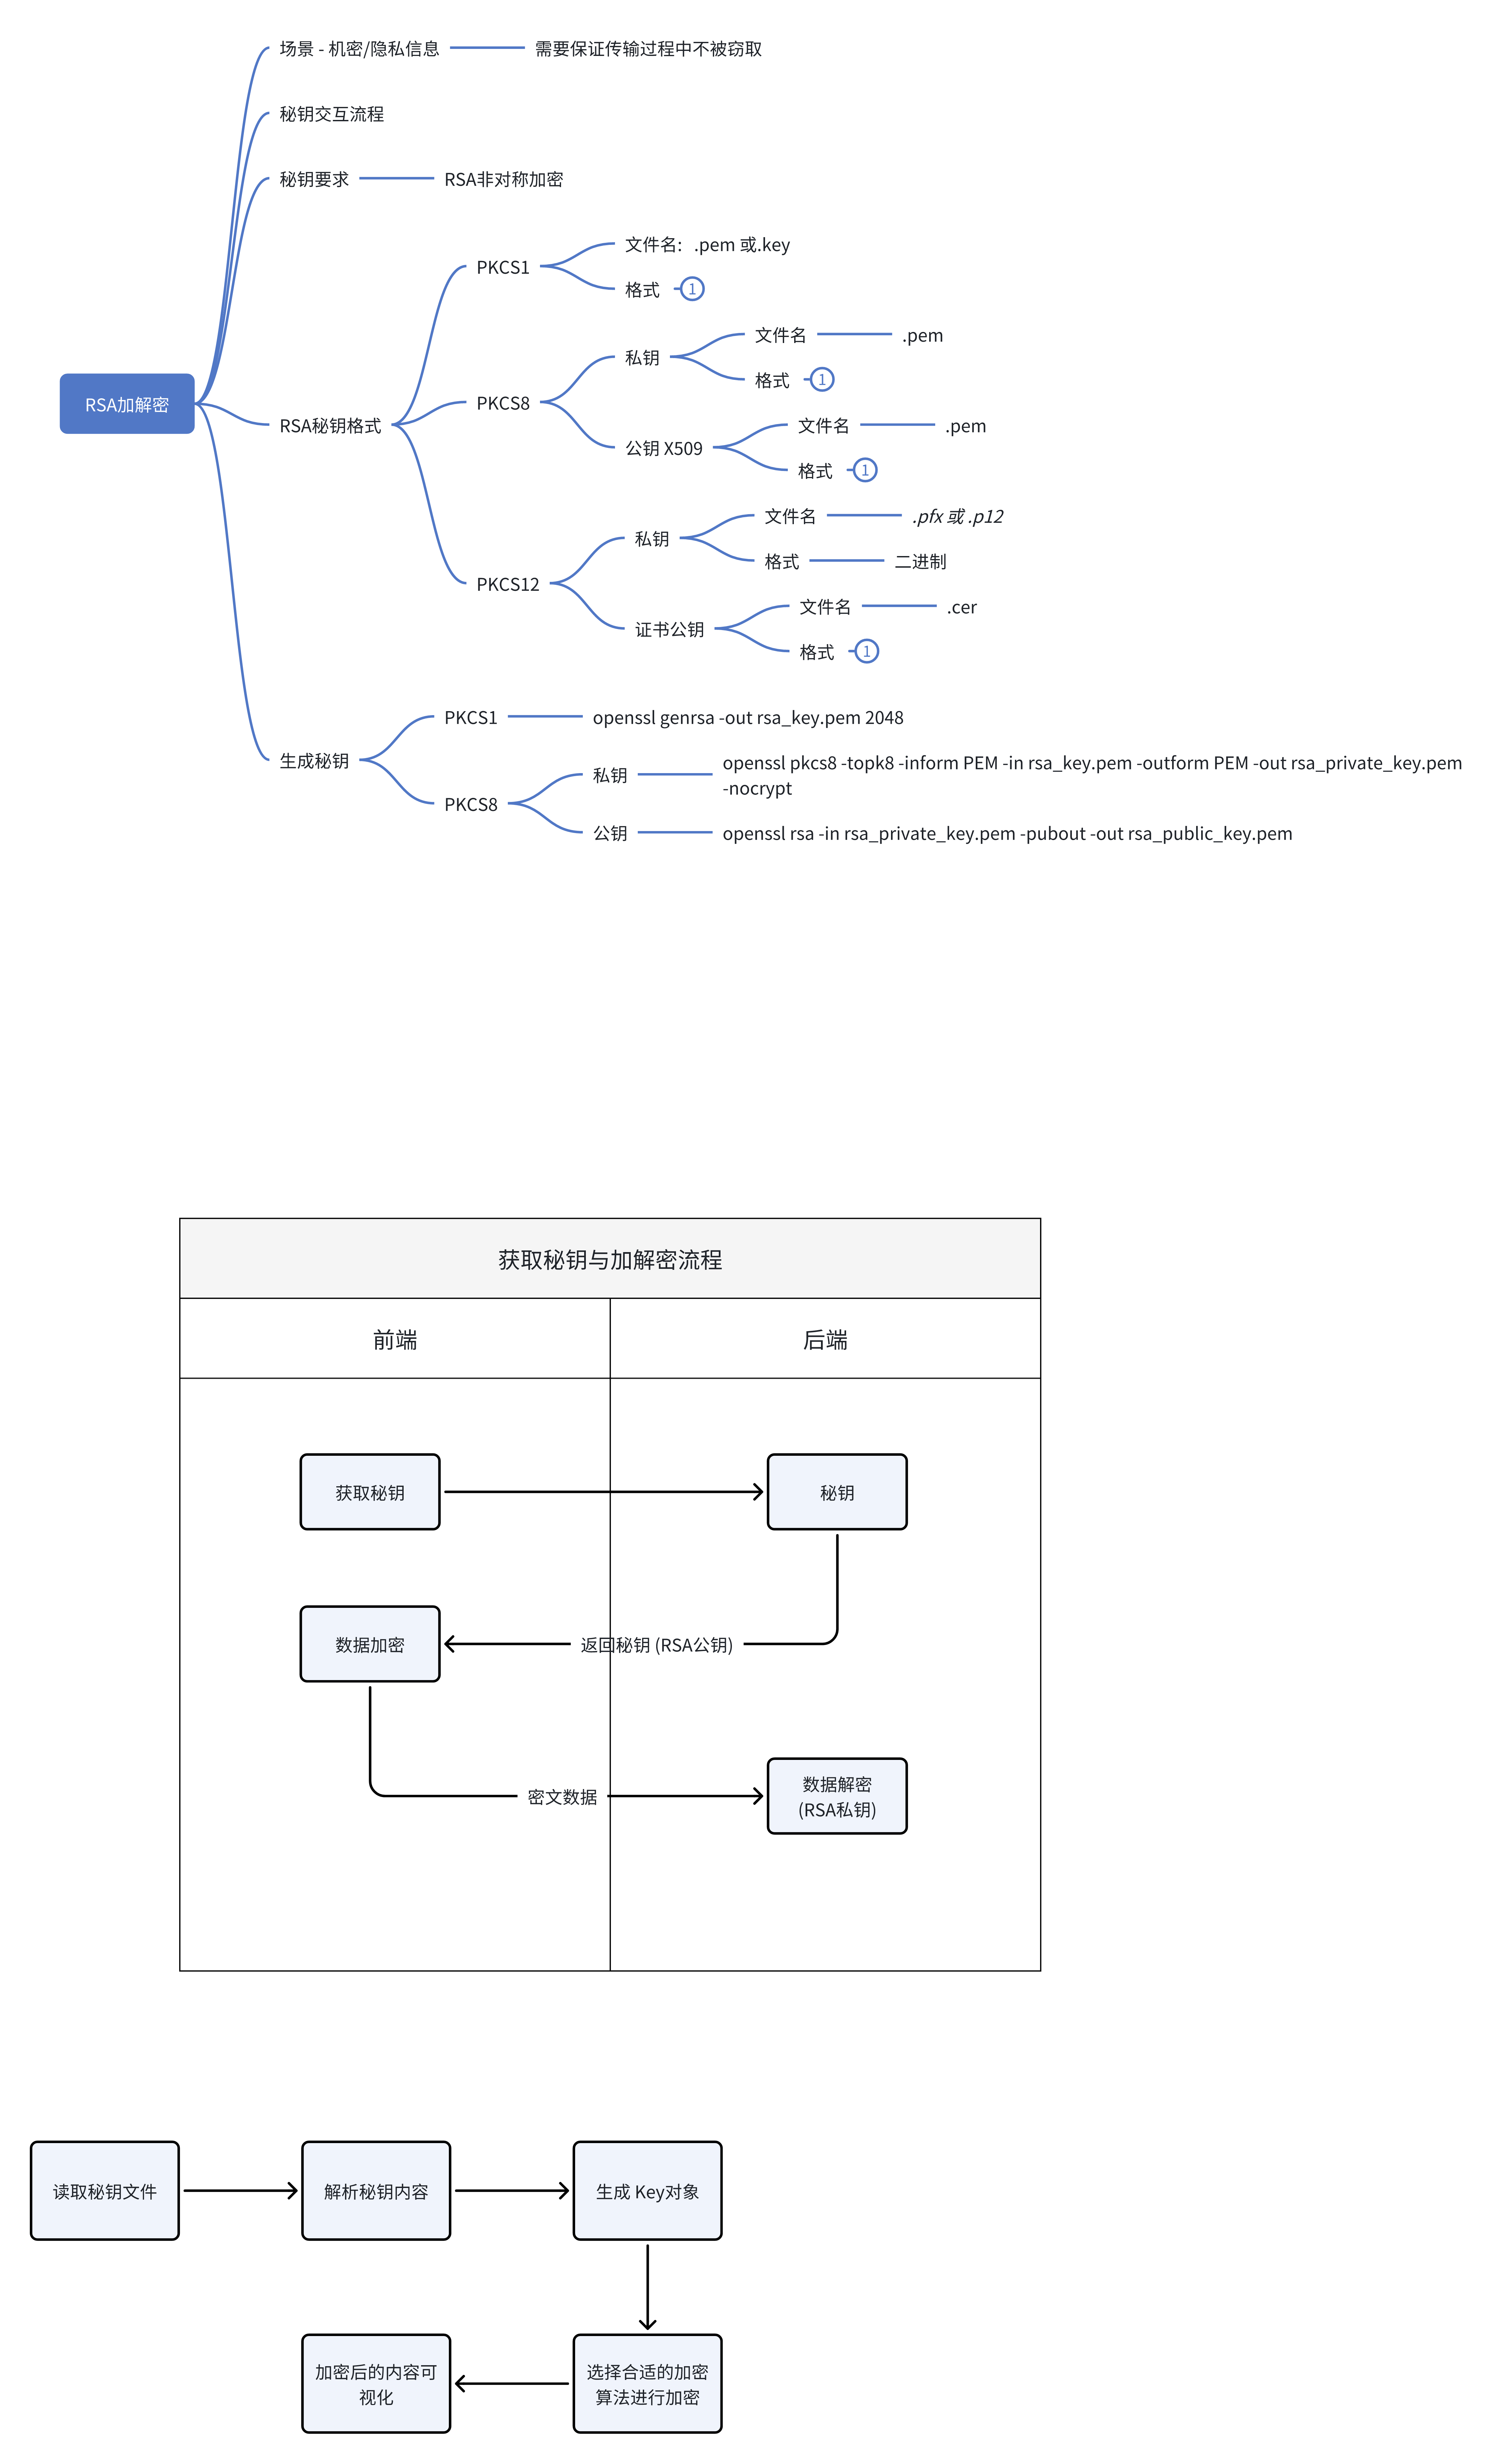 场景 - 机密/隐私信息
需要保证传输过程中不被窃取
秘钥交互流程
秘钥要求
RSA非对称加密
RSA加解密
RSA秘钥格式
PKCS1
文件名: .pem 或.key
格式
1
PKCS8
私钥
文件名
.pem
格式
1
公钥 X509
文件名
.pem
格式
1
PKCS12
私钥
文件名
.pfx 或 .p12
格式
二进制
证书公钥
文件名
.cer
格式
1
生成秘钥
PKCS1
openssl genrsa -out rsa_key.pem 2048
PKCS8
私钥
openssl pkcs8 -topk8 -inform PEM -in rsa_key.pem -outform PEM -out rsa_private_key.pem
-nocrypt
公钥
openssl rsa -in rsa_private_key.pem -pubout -out rsa_public_key.pem
获取秘钥与加解密流程
前端
后端
获取秘钥
秘钥
数据加密
返回秘钥 (RSA公钥)
密文数据
数据解密
(RSA私钥)
读取秘钥文件
解析秘钥内容
生成 Key对象
加密后的内容可
视化
选择合适的加密
算法进行加密